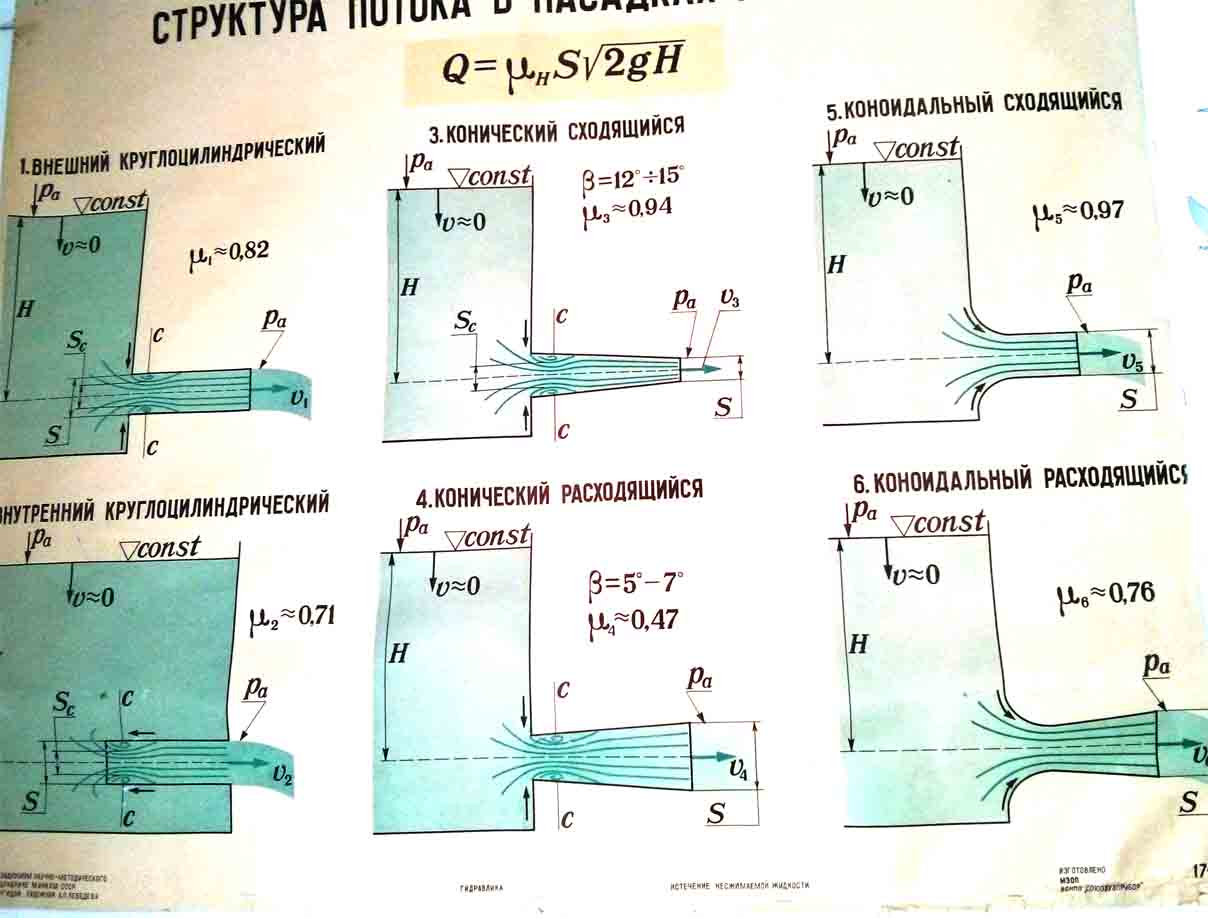 СТРУКТУРА ПОТОКА В НАСАДКАХ
Q=μ_H S√2gH
1.ВНЕШНИЙ КРУГЛОЦИЛИНДРИЧЕСКИЙ
pa
▽const
υ≈0
μ₁≈0,82
H
pa
c
Sc
υ₁
S
c
3.КОНИЧЕСКИЙ СХОДЯЩИЙСЯ
pa
▽const
β=12°÷15°
μ₃≈0,94
υ≈0
H
pa
υ₃
Sc
c
S
c
5.КОНОИДАЛЬНЫЙ СХОДЯЩИЙСЯ
pa
▽const
υ≈0
μ₅≈0,97
H
pa
υ₅
S
ВНУТРЕННИЙ КРУГЛОЦИЛИНДРИЧЕСКИЙ
pa
▽const
υ≈0
μ₂≈0,71
pa
Sc
c
υ₂
S
c
4.КОНИЧЕСКИЙ РАСХОДЯЩИЙСЯ
pa
▽const
υ≈0
β=5°−7°
μ₄≈0,47
H
c
pa
υ₄
S
c
6.КОНОИДАЛЬНЫЙ РАСХОДЯЩИЙСЯ
pa
▽const
υ≈0
μ₆≈0,76
H
pa
S
ГИДРАВЛИКА
ИСТЕЧЕНИЕ НЕСЖИМАЕМОЙ ЖИДКОСТИ
ИЗГОТОВЛЕНО
МЗОП
17